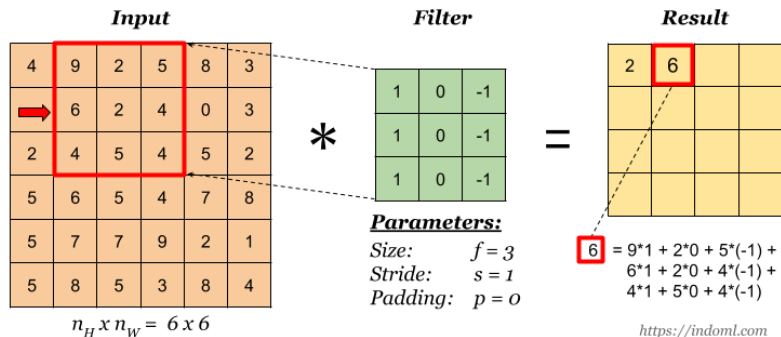 Input Filter Result
4 9 2 5 8 3
6 2 4 0 3
2 4 5 4 5 2
5 6 5 4 7 8
5 7 7 9 2 1
5 8 5 3 8 4
n_H x n_W = 6 x 6
*
1 0 -1
1 0 -1
1 0 -1
Parameters:
Size: f = 3
Stride: s = 1
Padding: p = 0
=
2 6
6 = 9*1 + 2*0 + 5*(-1) +
6*1 + 2*0 + 4*(-1) +
4*1 + 5*0 + 4*(-1)
https://indoml.com